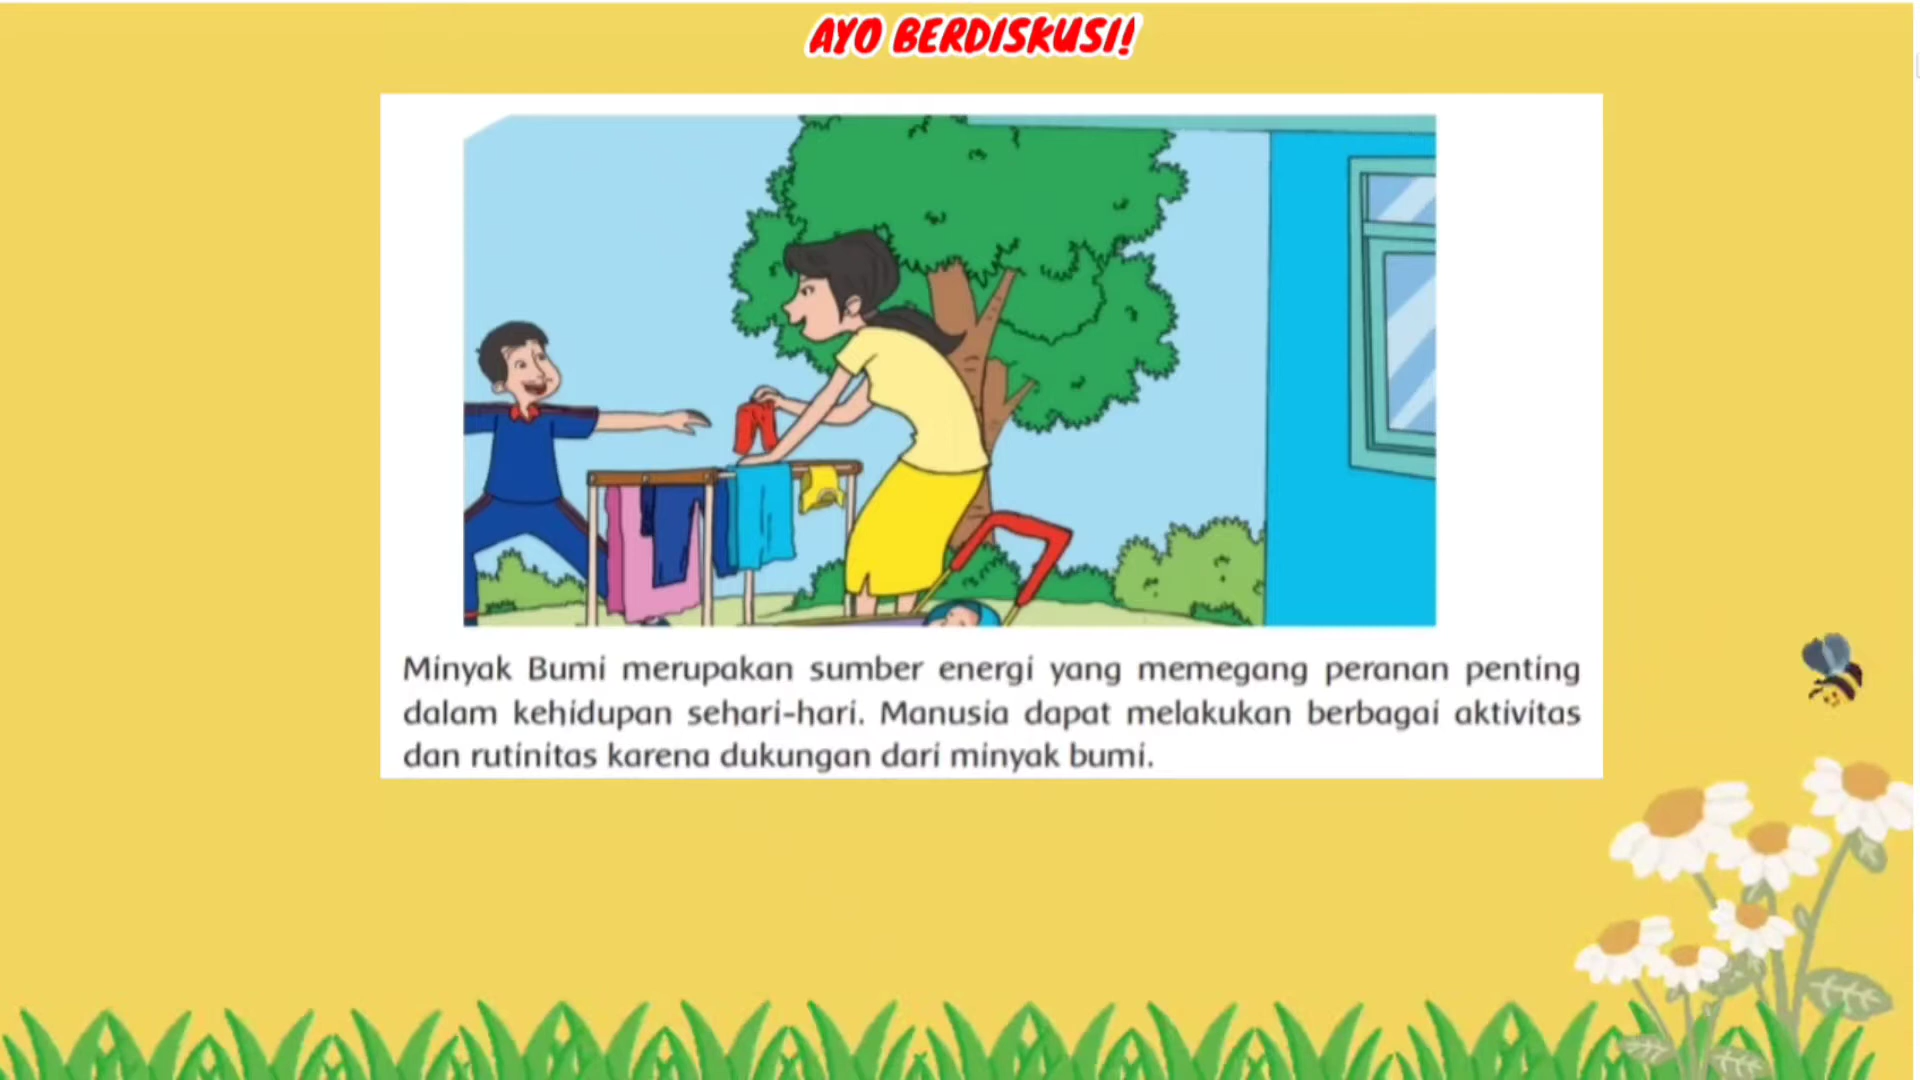 AYO BERDISKUSI!
Minyak Bumi merupakan sumber energi yang memegang peranan penting
dalam kehidupan sehari-hari. Manusia dapat melakukan berbagai aktivitas
dan rutinitas karena dukungan dari minyak bumi.